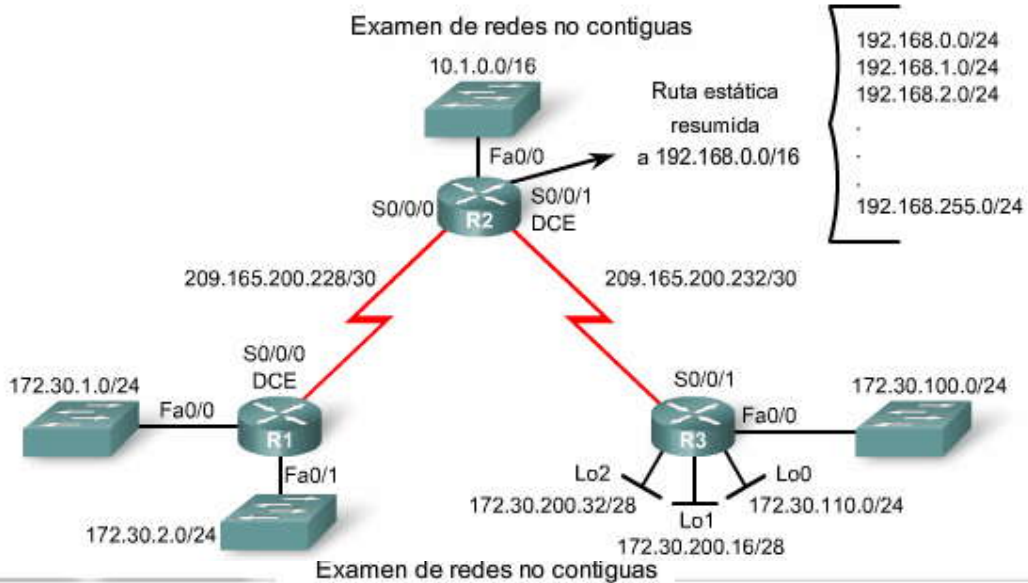 Examen de redes no contiguas
10.1.0.0/16
Ruta estática
resumida
a 192.168.0.0/16
192.168.0.0/24
192.168.1.0/24
192.168.2.0/24
.
.
.
192.168.255.0/24
Fa0/0
S0/0/0
R2
S0/0/1
DCE
209.165.200.228/30
209.165.200.232/30
172.30.1.0/24
Fa0/0
S0/0/0
DCE
R1
Fa0/1
172.30.2.0/24
S0/0/1
R3
Fa0/0
172.30.100.0/24
Lo2
172.30.200.32/28
Lo1
172.30.200.16/28
Lo0
172.30.110.0/24
Examen de redes no contiguas